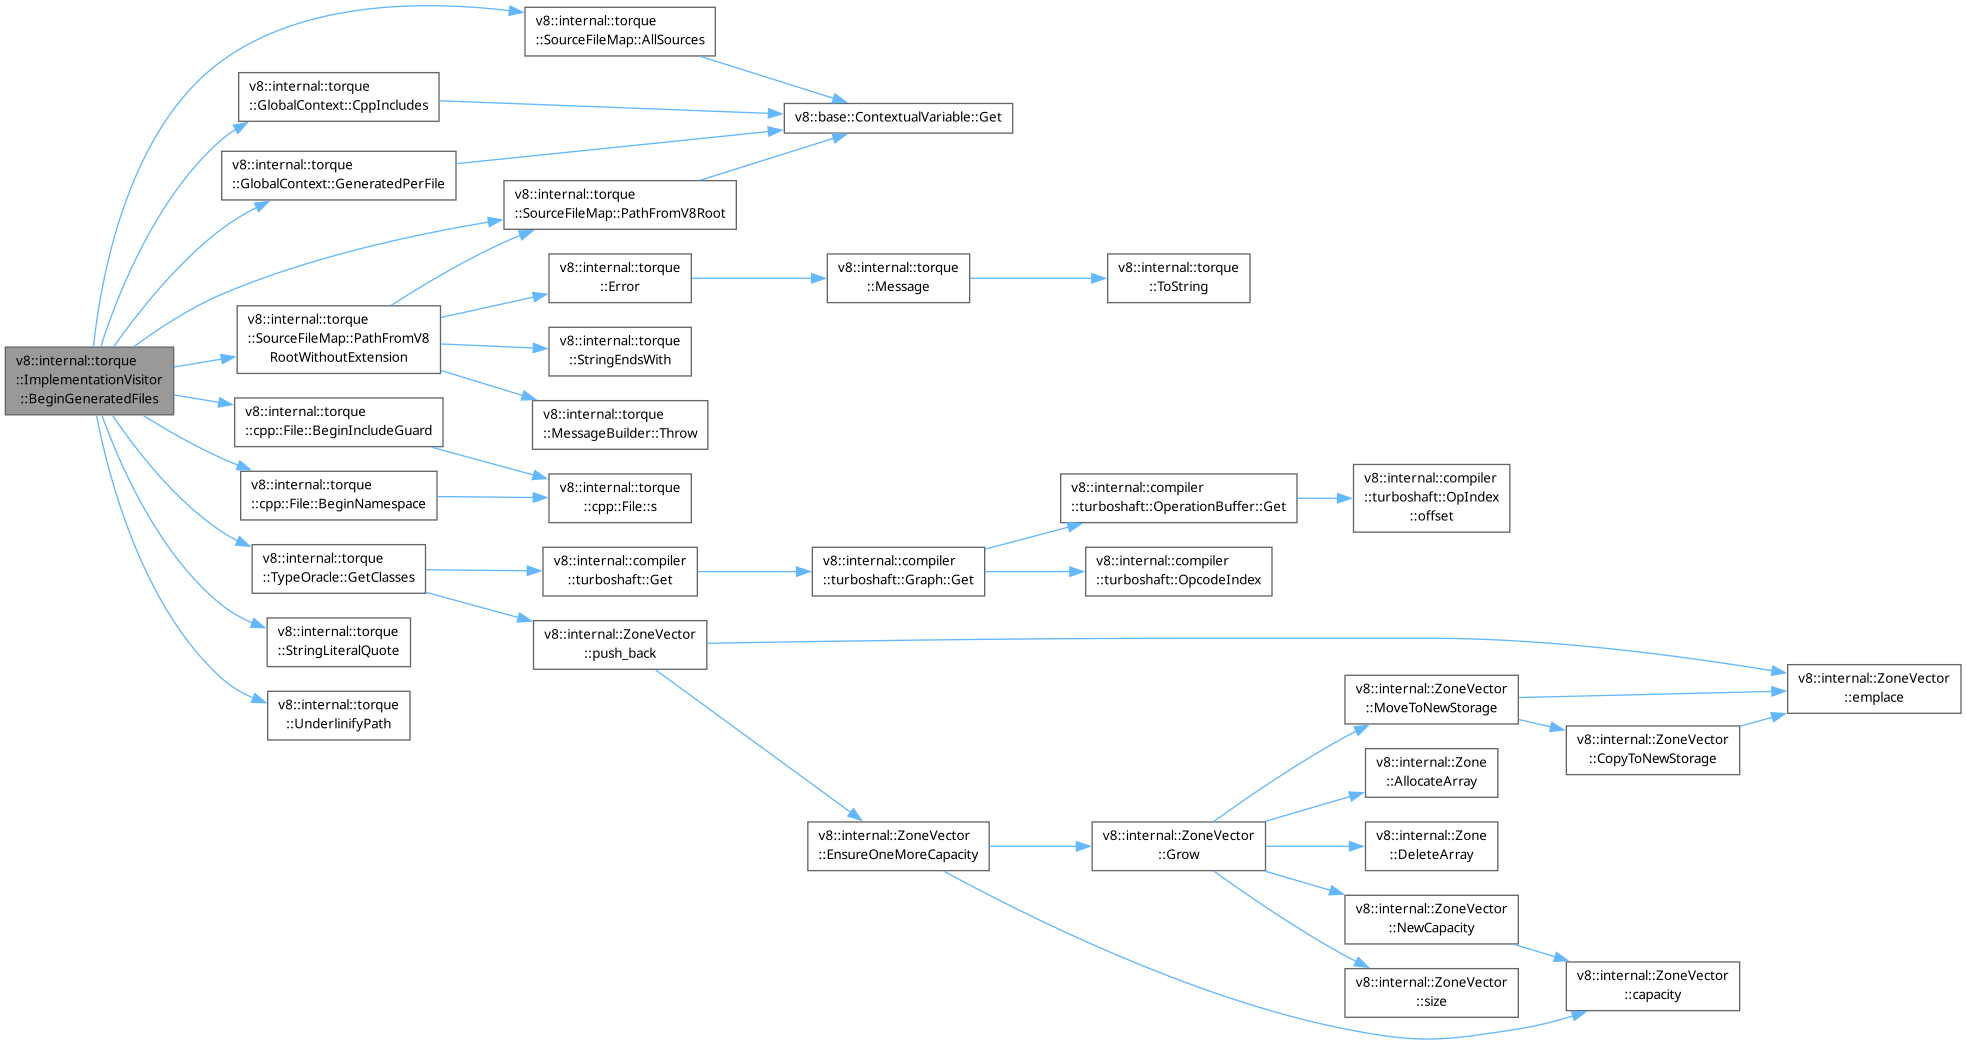 v8::internal::torque
::ImplementationVisitor
::BeginGeneratedFiles
v8::internal::torque
::SourceFileMap::AllSources
v8::internal::torque
::GlobalContext::CppIncludes
v8::base::ContextualVariable::Get
v8::internal::torque
::GlobalContext::GeneratedPerFile
v8::internal::torque
::SourceFileMap::PathFromV8Root
v8::internal::torque
::SourceFileMap::PathFromV8
RootWithoutExtension
v8::internal::torque
::Error
v8::internal::torque
::Message
v8::internal::torque
::ToString
v8::internal::torque
::StringEndsWith
v8::internal::torque
::MessageBuilder::Throw
v8::internal::torque
::cpp::File::BeginIncludeGuard
v8::internal::torque
::cpp::File::BeginNamespace
v8::internal::torque
::cpp::File::s
v8::internal::torque
::TypeOracle::GetClasses
v8::internal::compiler
::turboshaft::Get
v8::internal::compiler
::turboshaft::Graph::Get
v8::internal::compiler
::turboshaft::OperationBuffer::Get
v8::internal::compiler
::turboshaft::OpIndex
::offset
v8::internal::compiler
::turboshaft::OpcodeIndex
v8::internal::torque
::StringLiteralQuote
v8::internal::torque
::UnderlinifyPath
v8::internal::ZoneVector
::push_back
v8::internal::ZoneVector
::EnsureOneMoreCapacity
v8::internal::ZoneVector
::Grow
v8::internal::ZoneVector
::MoveToNewStorage
v8::internal::ZoneVector
::emplace
v8::internal::ZoneVector
::CopyToNewStorage
v8::internal::Zone
::AllocateArray
v8::internal::Zone
::DeleteArray
v8::internal::ZoneVector
::NewCapacity
v8::internal::ZoneVector
::size
v8::internal::ZoneVector
::capacity